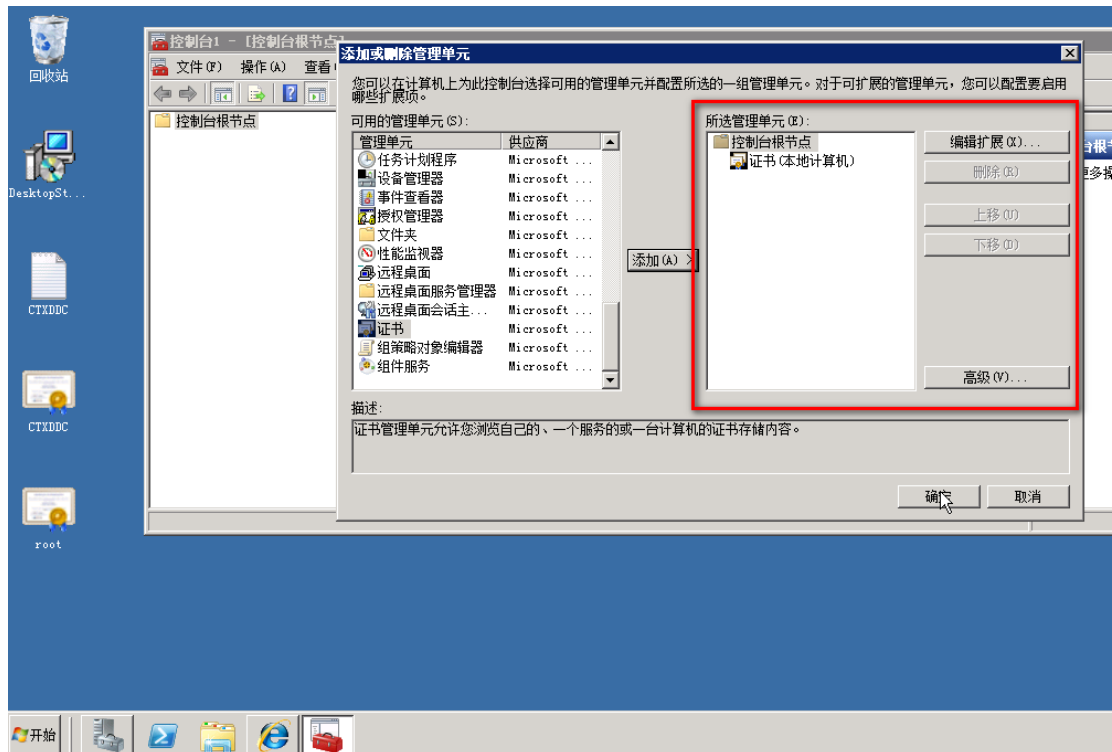 回收站
DesktopSt...
CTXDDC
CTXDDC
root
控制台1 - [控制台根节点]
文件(F) 操作(A) 查看
控制台根节点
添加或删除管理单元
您可以在计算机上为此控制台选择可用的管理单元并配置所选的一组管理单元。对于可扩展的管理单元，您可以配置要启用
哪些扩展项。
可用的管理单元(S):
管理单元 供应商
任务计划程序 Microsoft ...
设备管理器 Microsoft ...
事件查看器 Microsoft ...
授权管理器 Microsoft ...
文件夹 Microsoft ...
性能监视器 Microsoft ...
远程桌面 Microsoft ...
远程桌面服务管理器 Microsoft ...
远程桌面会话主... Microsoft ...
证书 Microsoft ...
组策略对象编辑器 Microsoft ...
组件服务 Microsoft ...
添加(A) >
所选管理单元(E):
控制台根节点
证书(本地计算机)
编辑扩展(X)...
删除(R)
上移(U)
下移(D)
高级(V)...
描述:
证书管理单元允许您浏览自己的、一个服务的或一台计算机的证书存储内容。
确定
取消
台根节
更多操
开始